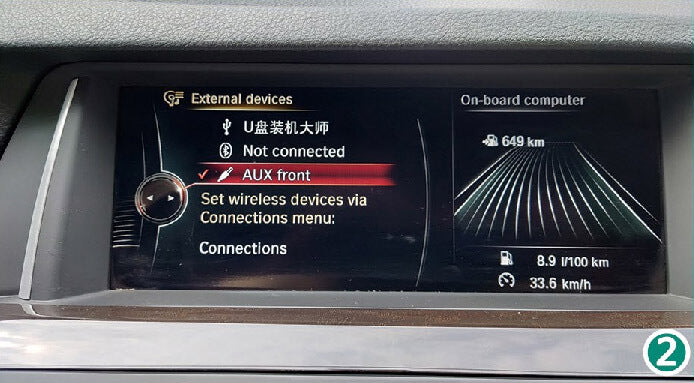 External devices
U盘装机大师
Not connected
AUX front
Set wireless devices via
Connections menu:
Connections
On-board computer
649 km
8.9 l/100 km
33.6 km/h
2